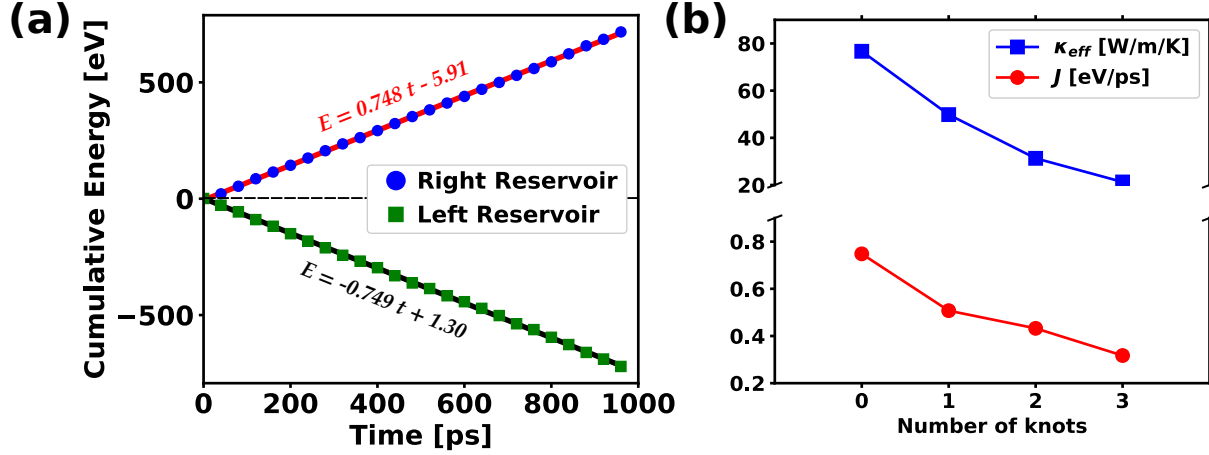 (a)
Cumulative Energy [eV]
500
0
−500
E = 0.748 t - 5.91
Right Reservoir
Left Reservoir
E = -0.749 t + 1.30
0 200 400 600 800 1000
Time [ps]
(b)
κeff [W/m/K]
J [eV/ps]
80
60
40
20
0.8
0.6
0.4
0.2
0 1 2 3
Number of knots